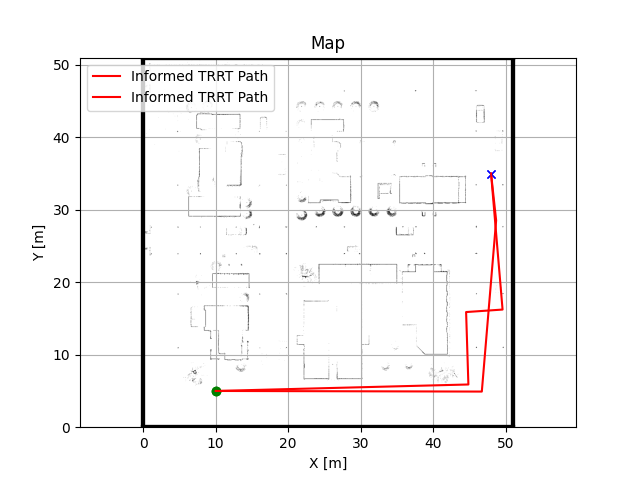 Map
Informed TRRT Path
Informed TRRT Path
50
40
30
20
10
0
Y [m]
0 10 20 30 40 50
X [m]